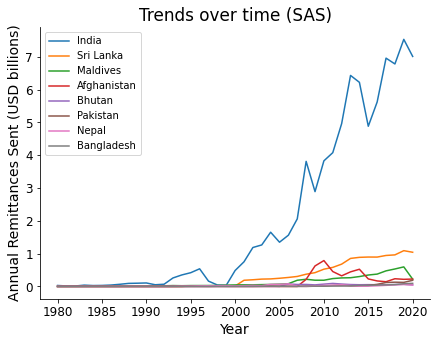 Trends over time (SAS)
Annual Remittances Sent (USD billions)
7
6
5
4
3
2
1
0
India
Sri Lanka
Maldives
Afghanistan
Bhutan
Pakistan
Nepal
Bangladesh
1980 1985 1990 1995 2000 2005 2010 2015 2020
Year